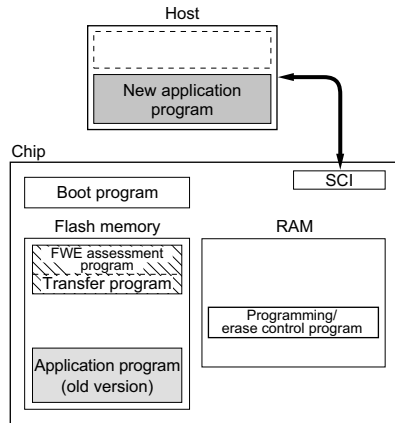 Host
New application
program
Chip
SCI
Boot program
Flash memory
RAM
FWE assessment
program
Transfer program
Programming/
erase control program
Application program
(old version)